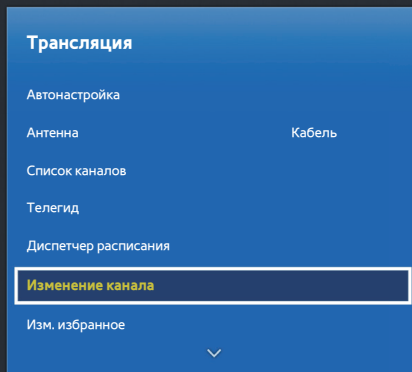 Трансляция
Автонастройка
Антенна Кабель
Список каналов
Телегид
Диспетчер расписания
Изменение канала
Изм. избранное